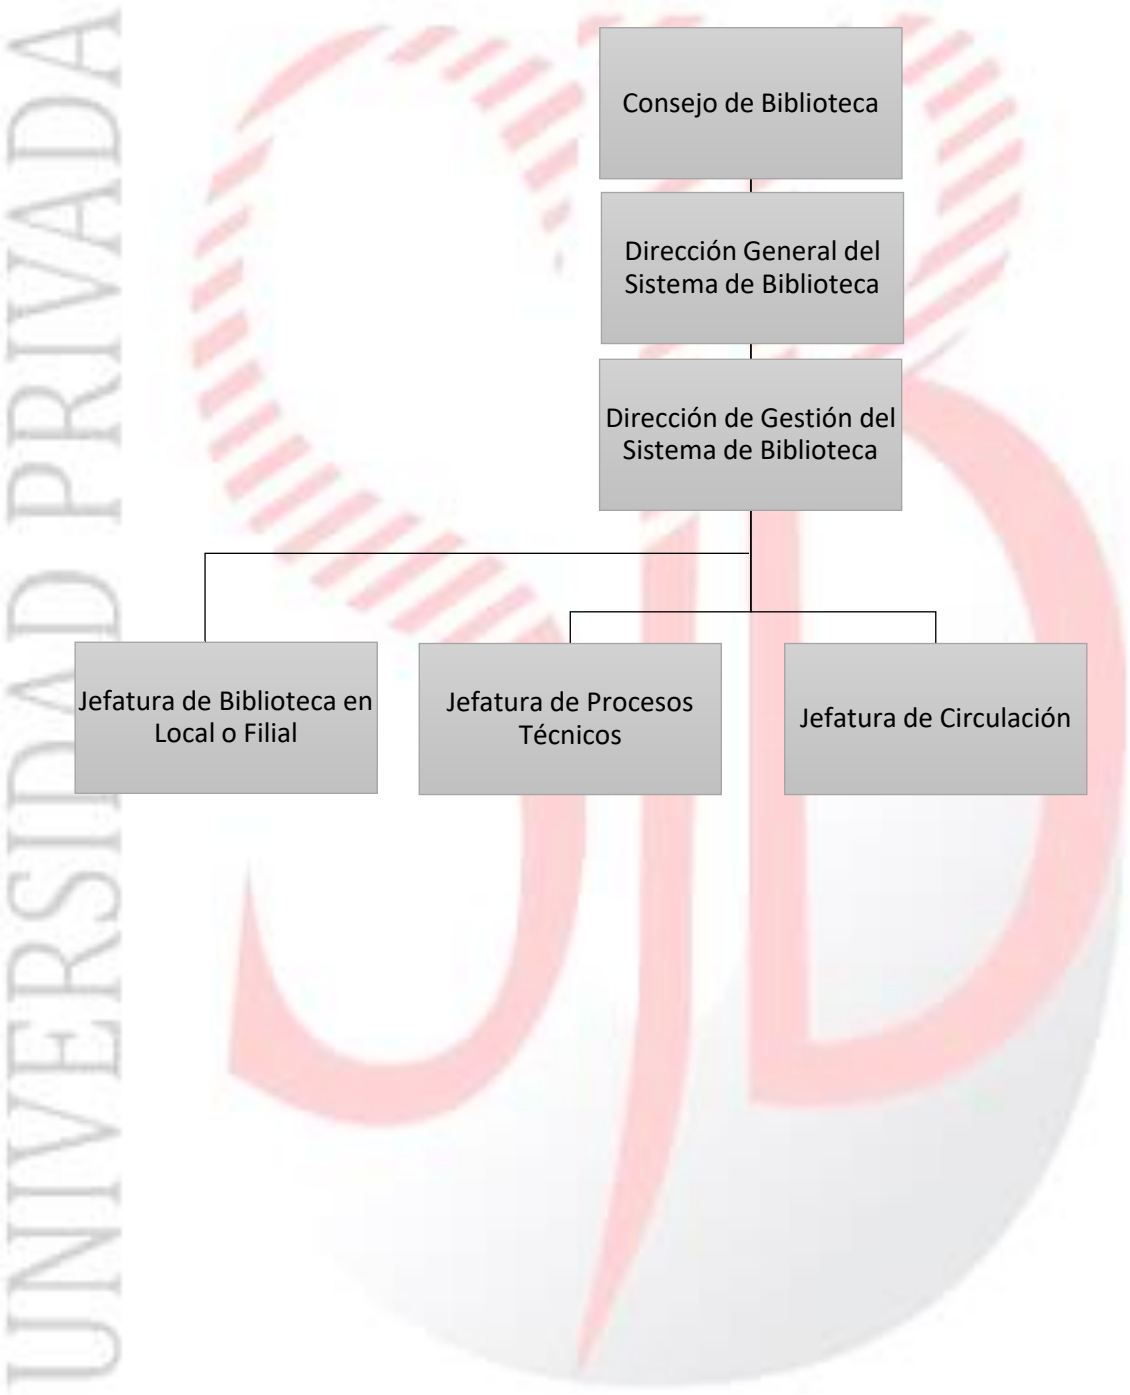 UNIVERSIDAD PRIVADA
SJB
Consejo de Biblioteca
Dirección General del
Sistema de Biblioteca
Dirección de Gestión del
Sistema de Biblioteca
Jefatura de Biblioteca en
Local o Filial
Jefatura de Procesos
Técnicos
Jefatura de Circulación